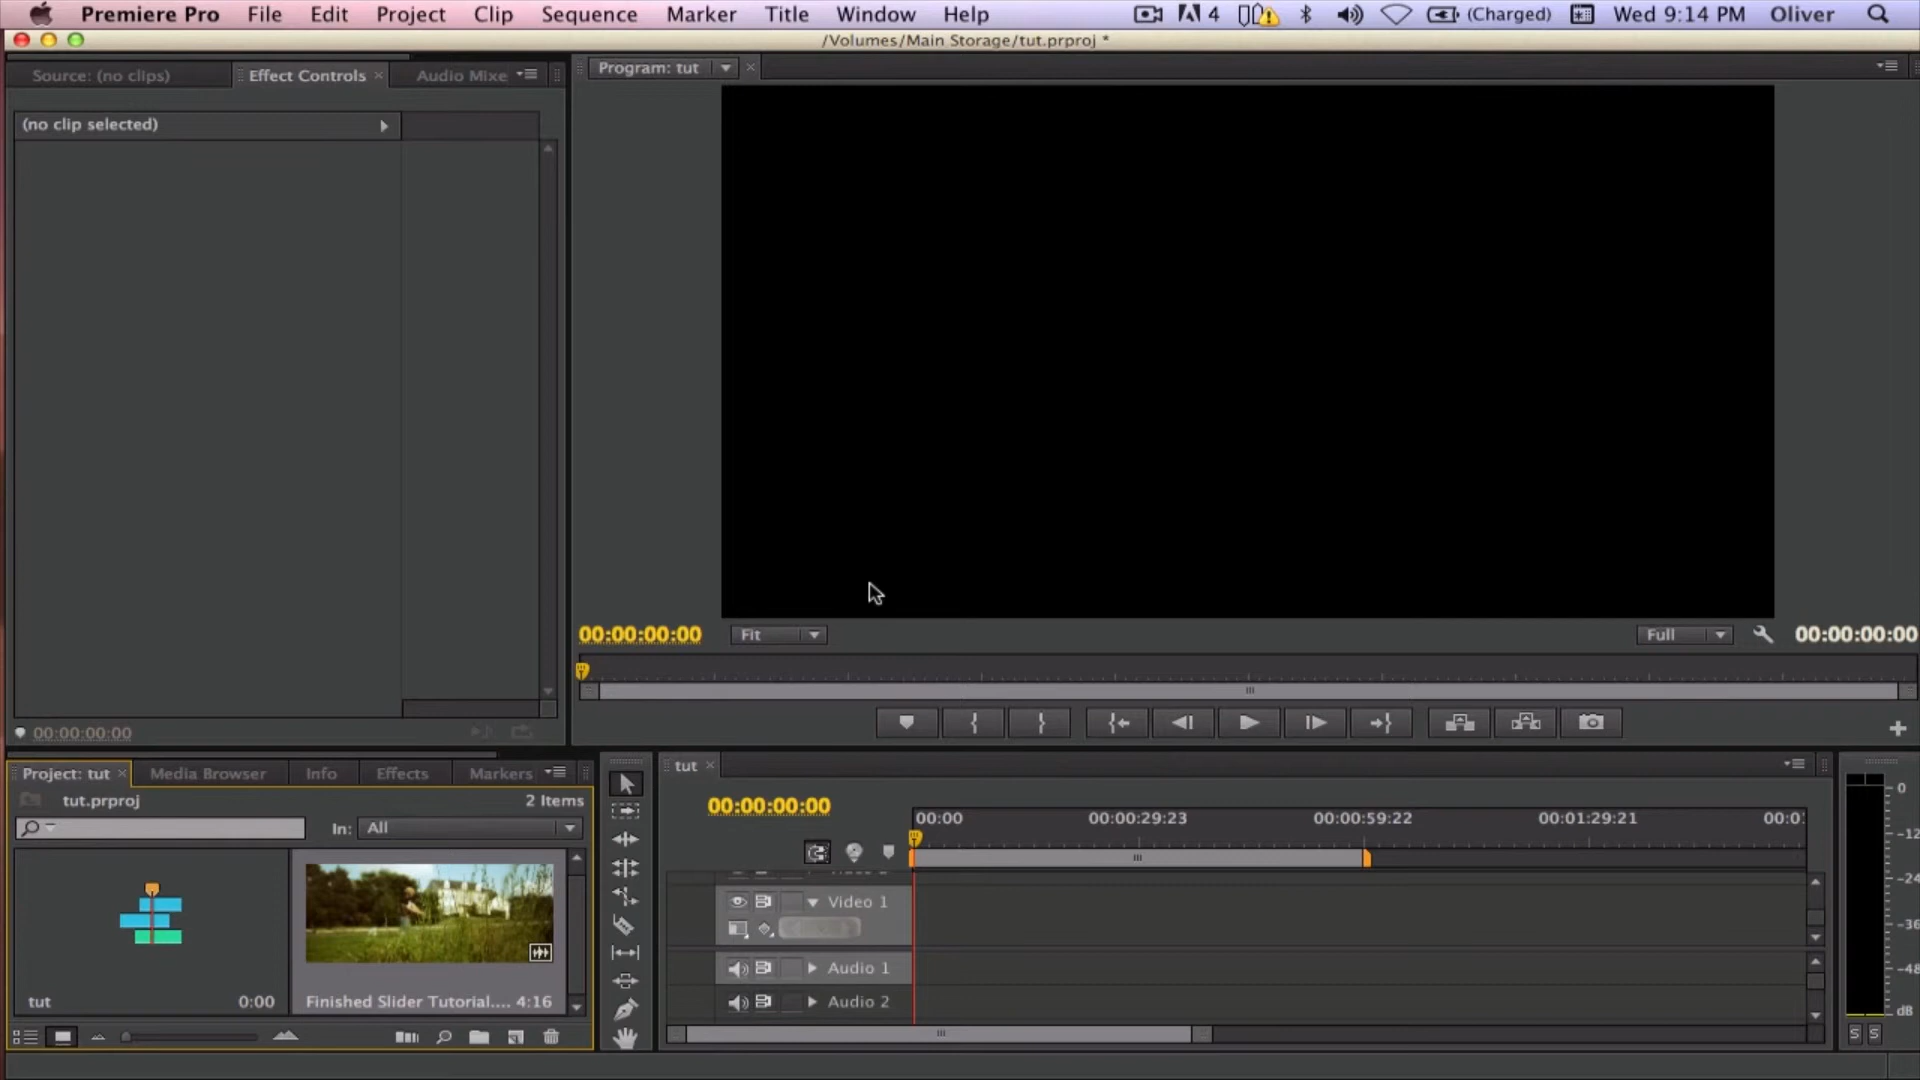 Premiere Pro File Edit Project Clip Sequence Marker Title Window Help 4 (Charged) Wed 9:14 PM Oliver
/Volumes/Main Storage/tut.prproj *
Source: (no clips) Effect Controls × Audio Mixe
Program: tut ×
(no clip selected)
00:00:00:00 Fit Full 00:00:00:00
00:00:00:00
Project: tut × Media Browser Info Effects Markers
tut.prproj 2 Items
In: All
tut 0:00
Finished Slider Tutorial.... 4:16
tut ×
00:00:00:00
00:00 00:00:29:23 00:00:59:22 00:01:29:21 00:0
Video 1
Audio 1
Audio 2
0
-12
-24
-36
-48
dB
S S